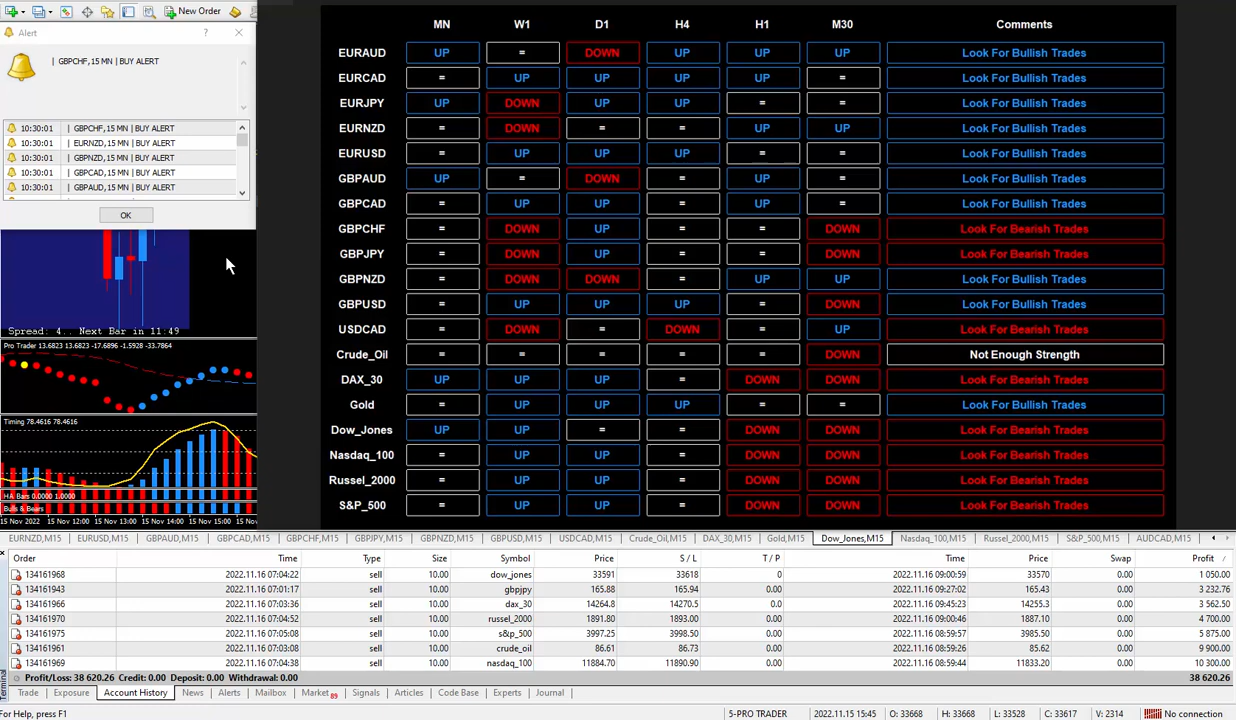 New Order
Alert
?
| GBPCHF,15 MN | BUY ALERT
10:30:01 | GBPCHF,15 MN | BUY ALERT
10:30:01 | EURNZD,15 MN | BUY ALERT
10:30:01 | GBPNZD,15 MN | BUY ALERT
10:30:01 | GBPCAD,15 MN | BUY ALERT
10:30:01 | GBPAUD,15 MN | BUY ALERT
OK
Spread: 4.. Next Bar in 11:49
Pro Trader 13.6823 13.6823 -17.6896 -1.5928 -33.7864
Timing 78.4616 78.4616
HA Bars 0.0000 1.0000
Bulls & Bears
15 Nov 2022 15 Nov 12:00 15 Nov 13:00 15 Nov 14:00 15 Nov 15:00 15 Nov
MN W1 D1 H4 H1 M30 Comments
EURAUD UP = DOWN UP UP UP Look For Bullish Trades
EURCAD = UP UP UP UP = Look For Bullish Trades
EURJPY UP DOWN UP UP = = Look For Bullish Trades
EURNZD = DOWN = = UP UP Look For Bullish Trades
EURUSD = UP UP UP = = Look For Bullish Trades
GBPAUD UP = DOWN = UP = Look For Bullish Trades
GBPCAD = UP UP = UP = Look For Bullish Trades
GBPCHF = DOWN UP = = DOWN Look For Bearish Trades
GBPJPY = DOWN UP = = DOWN Look For Bearish Trades
GBPNZD = DOWN DOWN = UP UP Look For Bullish Trades
GBPUSD = UP UP UP = DOWN Look For Bullish Trades
USDCAD = DOWN = DOWN = UP Look For Bearish Trades
Crude_Oil = = = = = DOWN Not Enough Strength
DAX_30 UP UP UP = DOWN DOWN Look For Bearish Trades
Gold = UP UP UP = = Look For Bullish Trades
Dow_Jones UP UP = = DOWN DOWN Look For Bearish Trades
Nasdaq_100 = UP UP = DOWN DOWN Look For Bearish Trades
Russel_2000 = UP UP = DOWN DOWN Look For Bearish Trades
S&P_500 = UP UP = DOWN DOWN Look For Bearish Trades
EURNZD,M15 EURUSD,M15 GBPAUD,M15 GBPCAD,M15 GBPCHF,M15 GBPJPY,M15 GBPNZD,M15 GBPUSD,M15 USDCAD,M15 Crude_Oil,M15 DAX_30,M15 Gold,M15 Dow_Jones,M15 Nasdaq_100,M15 Russel_2000,M15 S&P_500,M15 AUDCAD,M15
Order Time Type Size Symbol Price S / L T / P Time Price Swap Profit /
134161968 2022.11.16 07:04:22 sell 10.00 dow_jones 33591 33618 0 2022.11.16 09:00:59 33570 0.00 1 050.00
134161943 2022.11.16 07:01:17 sell 10.00 gbpjpy 165.88 165.94 0.00 2022.11.16 09:27:02 165.43 0.00 3 232.76
134161966 2022.11.16 07:03:36 sell 10.00 dax_30 14264.8 14270.5 0.0 2022.11.16 09:45:23 14255.3 0.00 3 562.50
134161970 2022.11.16 07:04:52 sell 10.00 russel_2000 1891.80 1893.00 0.00 2022.11.16 09:00:46 1887.10 0.00 4 700.00
134161975 2022.11.16 07:05:08 sell 10.00 s&p_500 3997.25 3998.50 0.00 2022.11.16 08:59:57 3985.50 0.00 5 875.00
134161961 2022.11.16 07:03:08 sell 10.00 crude_oil 86.61 86.73 0.00 2022.11.16 08:59:26 85.62 0.00 9 900.00
134161969 2022.11.16 07:04:38 sell 10.00 nasdaq_100 11884.70 11890.90 0.00 2022.11.16 08:59:44 11833.20 0.00 10 300.00
Profit/Loss: 38 620.26 Credit: 0.00 Deposit: 0.00 Withdrawal: 0.00 38 620.26
Terminal
Trade Exposure Account History News Alerts Mailbox Market 89 Signals Articles Code Base Experts Journal
For Help, press F1 5-PRO TRADER 2022.11.15 15:45 O: 33668 H: 33668 L: 33528 C: 33617 V: 2314 No connection